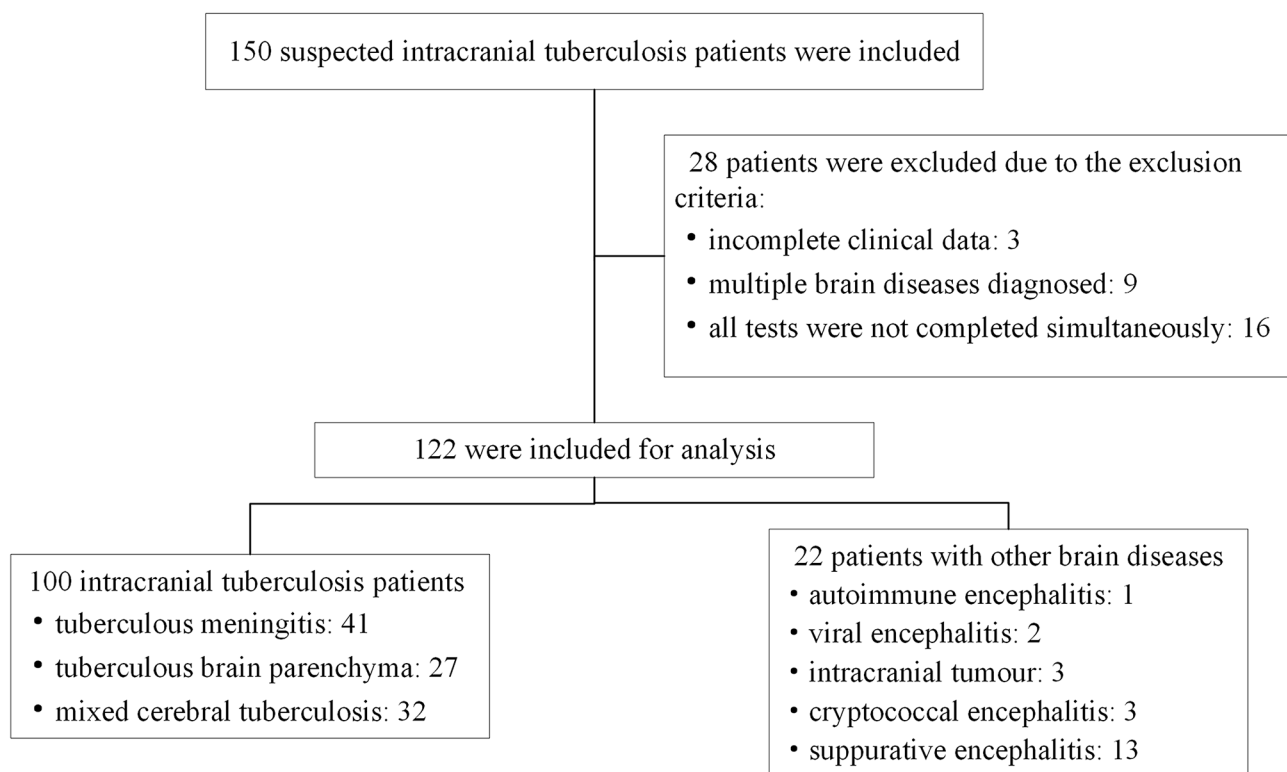 150 suspected intracranial tuberculosis patients were included
28 patients were excluded due to the exclusion
criteria:
• incomplete clinical data: 3
• multiple brain diseases diagnosed: 9
• all tests were not completed simultaneously: 16
122 were included for analysis
100 intracranial tuberculosis patients
• tuberculous meningitis: 41
• tuberculous brain parenchyma: 27
• mixed cerebral tuberculosis: 32
22 patients with other brain diseases
• autoimmune encephalitis: 1
• viral encephalitis: 2
• intracranial tumour: 3
• cryptococcal encephalitis: 3
• suppurative encephalitis: 13